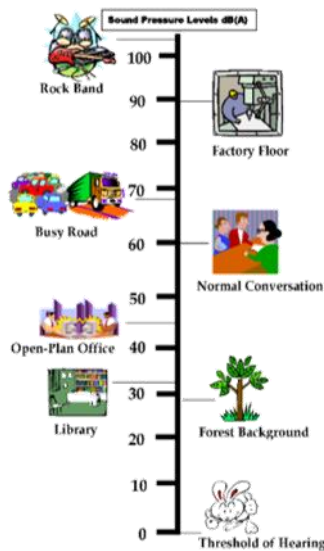 Sound Pressure Levels dB(A)
100
Rock Band
90
Factory Floor
80
70
Busy Road
60
Normal Conversation
50
Open-Plan Office
40
30
Library
Forest Background
20
10
0
Threshold of Hearing